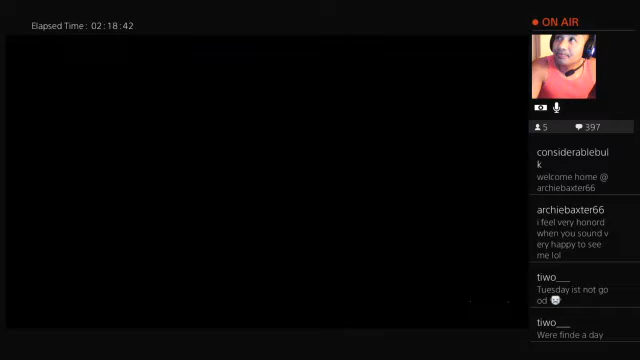 Elapsed Time : 02:18:42
ON AIR
5 397
considerablebul
k
welcome home @
archiebaxter66
archiebaxter66
i feel very honord
when you sound v
ery happy to see
me lol
tiwo___
Tuesday ist not go
od
tiwo___
Were finde a day